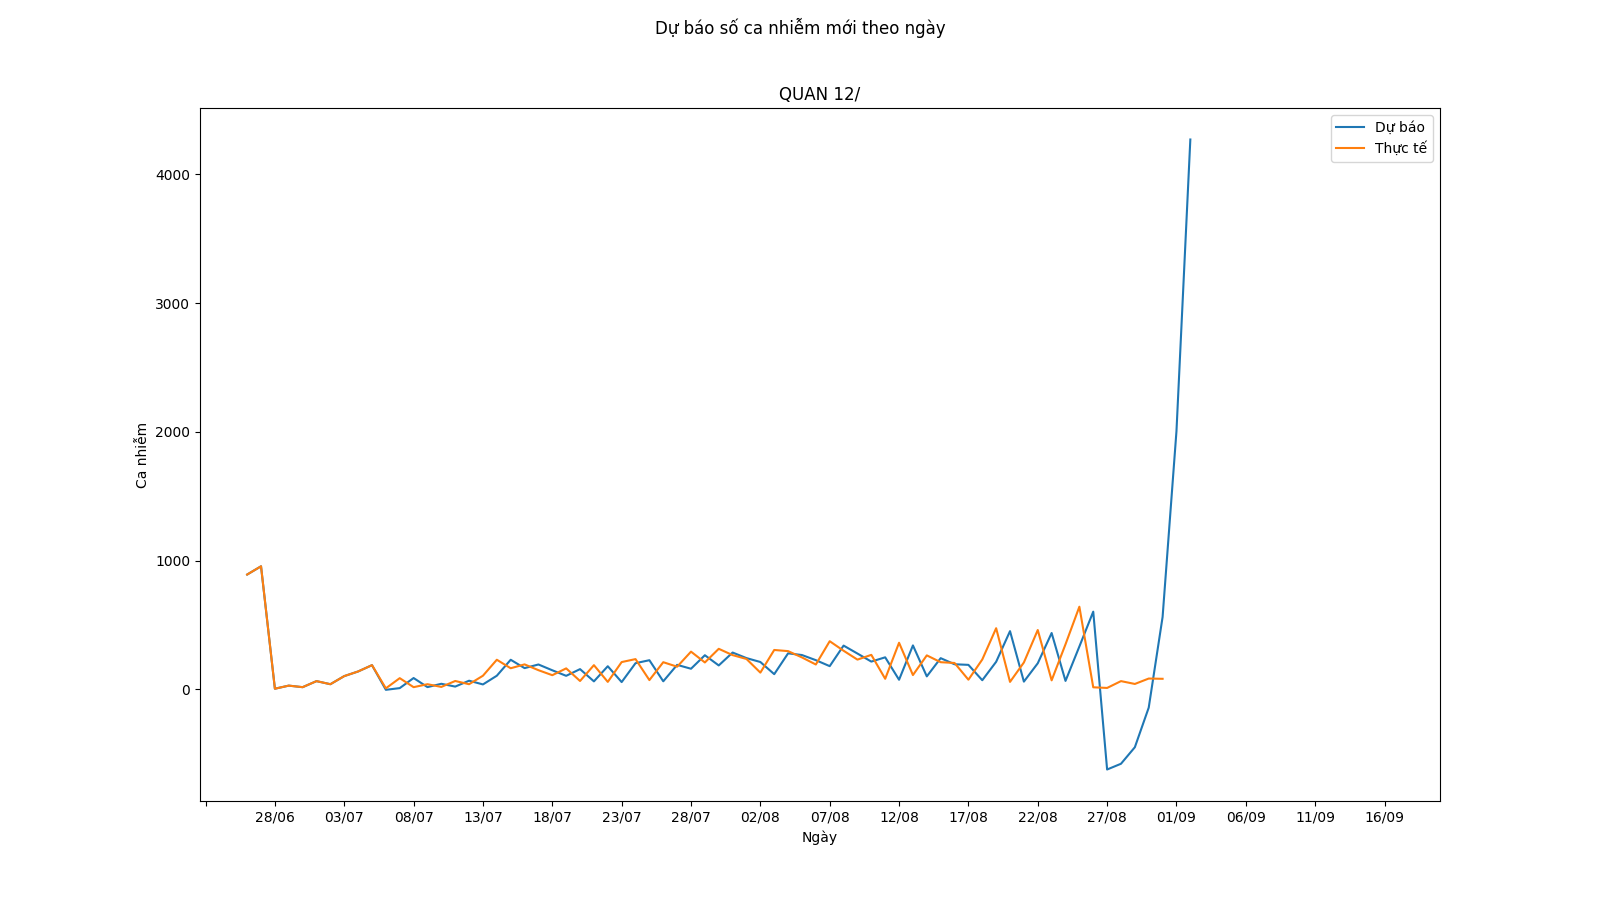 Dự báo số ca nhiễm mới theo ngày
QUAN 12/
Dự báo
Thực tế
4000
3000
2000
1000
0
Ca nhiễm
28/06 03/07 08/07 13/07 18/07 23/07 28/07 02/08 07/08 12/08 17/08 22/08 27/08 01/09 06/09 11/09 16/09
Ngày